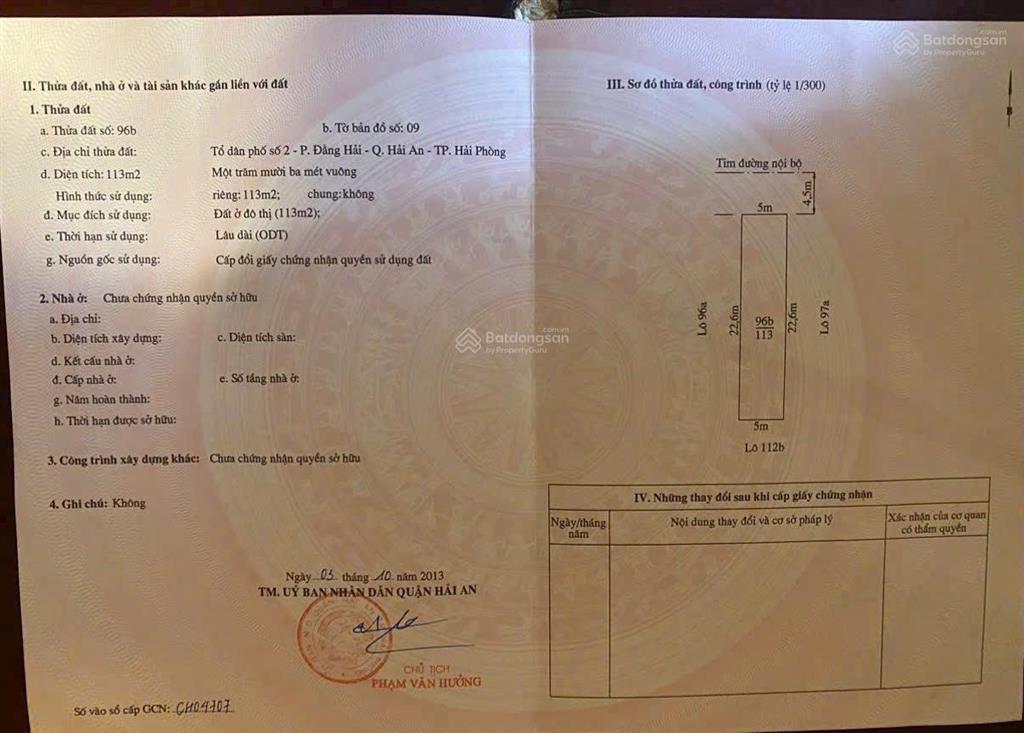 II. Thửa đất, nhà ở và tài sản khác gắn liền với đất
1. Thửa đất
a. Thửa đất số: 96b
b. Tờ bản đồ số: 09
c. Địa chỉ thửa đất: Tổ dân phố số 2 - P. Đằng Hải - Q. Hải An - TP. Hải Phòng
d. Diện tích: 113m2 Một trăm mười ba mét vuông
Hình thức sử dụng: riêng: 113m2; chung: không
đ. Mục đích sử dụng: Đất ở đô thị (113m2);
e. Thời hạn sử dụng: Lâu dài (ODT)
g. Nguồn gốc sử dụng: Cấp đổi giấy chứng nhận quyền sử dụng đất
2. Nhà ở: Chưa chứng nhận quyền sở hữu
a. Địa chỉ:
b. Diện tích xây dựng: c. Diện tích sàn:
d. Kết cấu nhà ở:
đ. Cấp nhà ở: e. Số tầng nhà ở:
g. Năm hoàn thành:
h. Thời hạn được sở hữu:
3. Công trình xây dựng khác: Chưa chứng nhận quyền sở hữu
4. Ghi chú: Không
Ngày 03 tháng 10 năm 2013
TM. UỶ BAN NHÂN DÂN QUẬN HẢI AN
CHỦ TỊCH
PHẠM VĂN HƯỞNG
Số vào sổ cấp GCN: CH04707
III. Sơ đồ thửa đất, công trình (tỷ lệ 1/300)
B
Tim đường nội bộ
4,5m
5m
Lô 96a
22,6m
96b
113
22,6m
Lô 97a
5m
Lô 112b
IV. Những thay đổi sau khi cấp giấy chứng nhận
Ngày/tháng năm
Nội dung thay đổi và cơ sở pháp lý
Xác nhận của cơ quan
có thẩm quyền
Batdongsan.com.vn
by PropertyGuru
Batdongsan.com.vn
by PropertyGuru